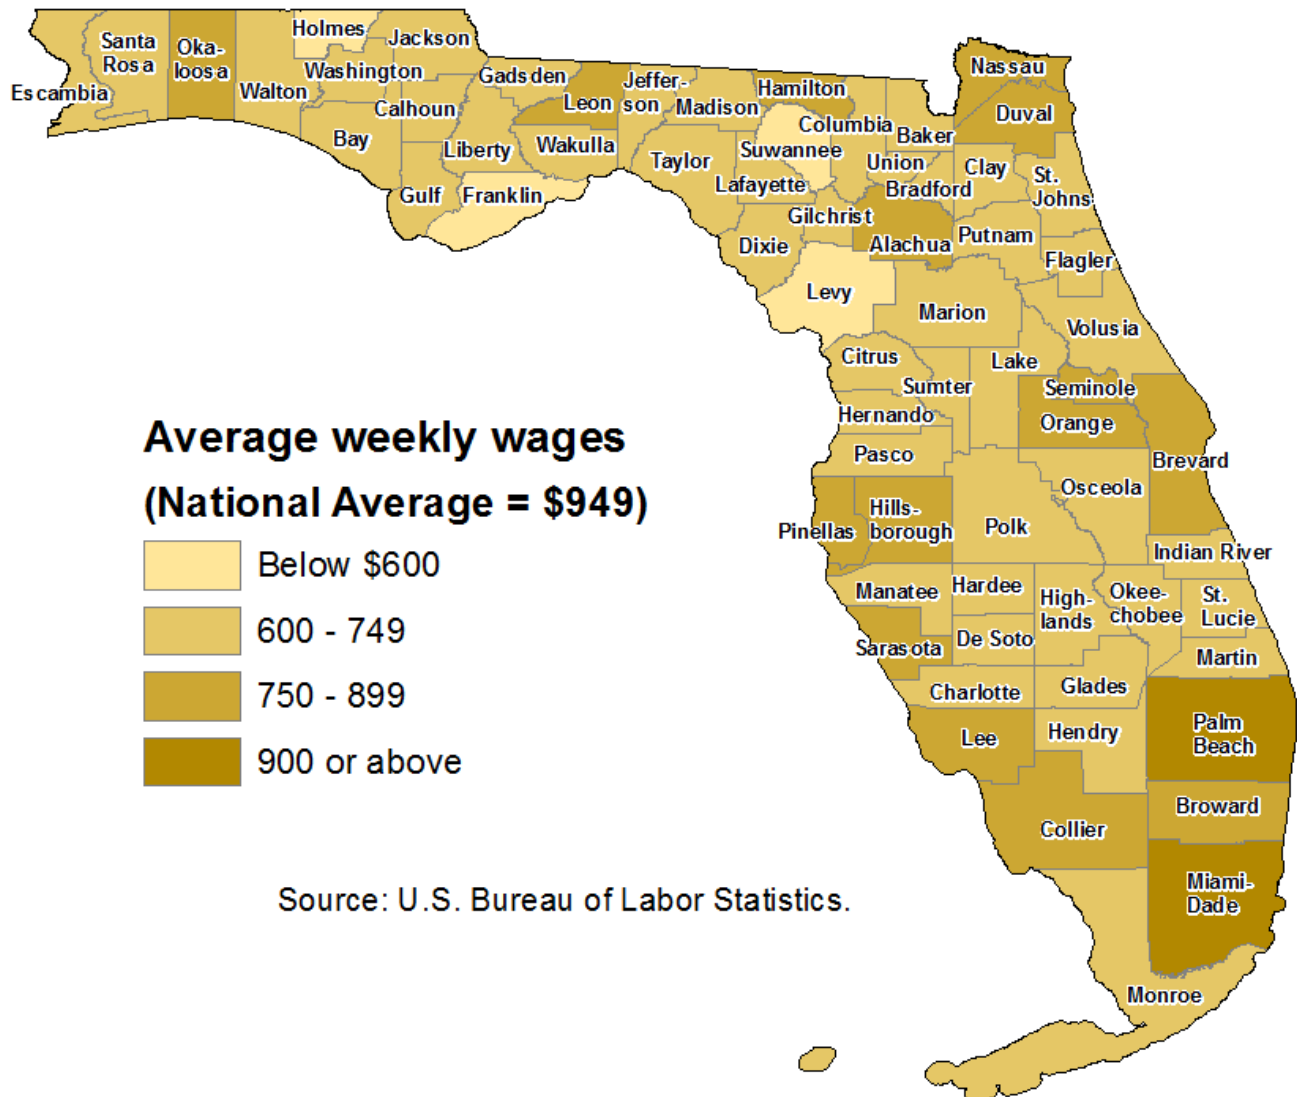 Holmes
Jackson
Santa
Rosa
Oka-
loosa
Washington
Escambia
Walton
Calhoun
Bay
Gulf
Liberty
Franklin
Gadsden
Leon
Wakulla
Jeffer-
son
Madison
Taylor
Hamilton
Suwannee
Lafayette
Columbia
Baker
Nassau
Duval
Union
Bradford
Clay
St.
Johns
Gilchrist
Dixie
Alachua
Putnam
Flagler
Levy
Marion
Volusia
Citrus
Sumter
Lake
Seminole
Orange
Hernando
Pasco
Brevard
Osceola
Pinellas
Hills-
borough
Polk
Indian River
Manatee
Hardee
High-
lands
Okee-
chobee
St.
Lucie
Sarasota
De Soto
Martin
Charlotte
Glades
Lee
Hendry
Palm
Beach
Broward
Collier
Miami-
Dade
Monroe
Average weekly wages
(National Average = $949)
Below $600
600 - 749
750 - 899
900 or above
Source: U.S. Bureau of Labor Statistics.